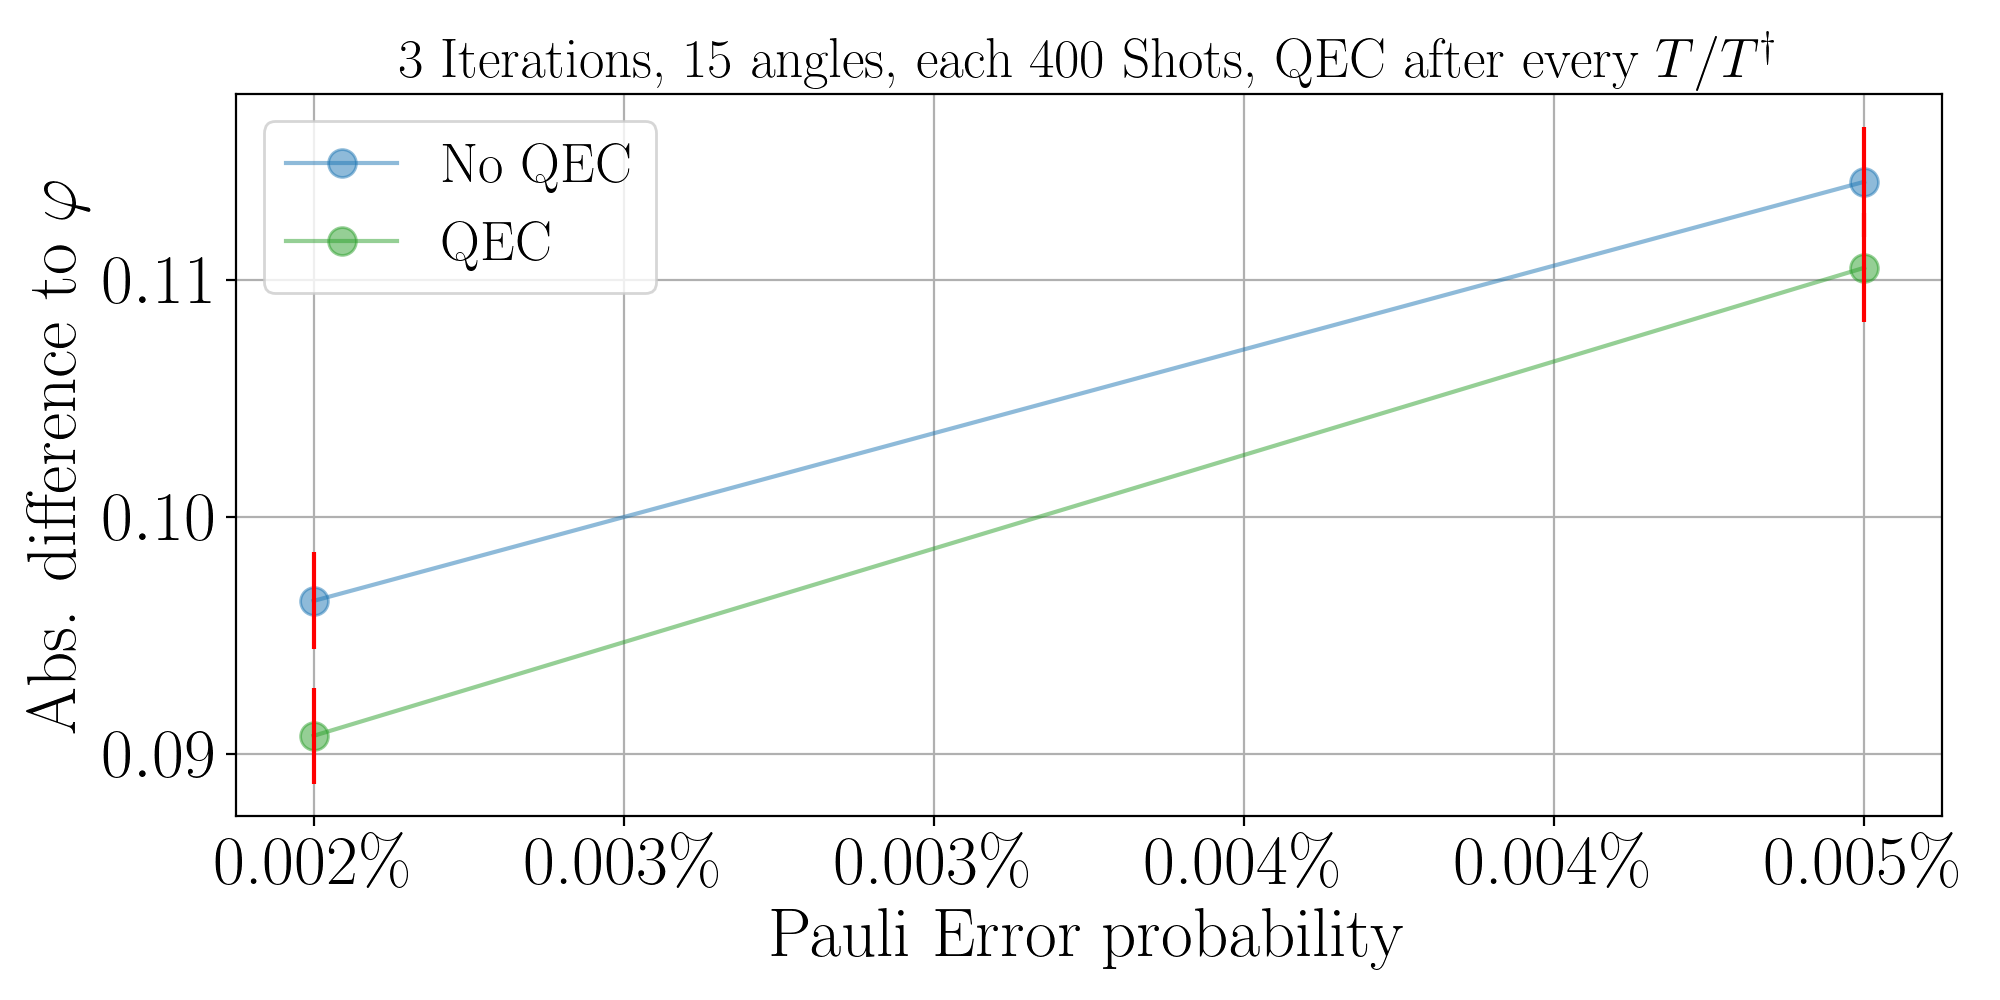 3 Iterations, 15 angles, each 400 Shots, QEC after every T/T†
No QEC
QEC
Abs. difference to φ
0.11
0.10
0.09
0.002% 0.003% 0.003% 0.004% 0.004% 0.005%
Pauli Error probability